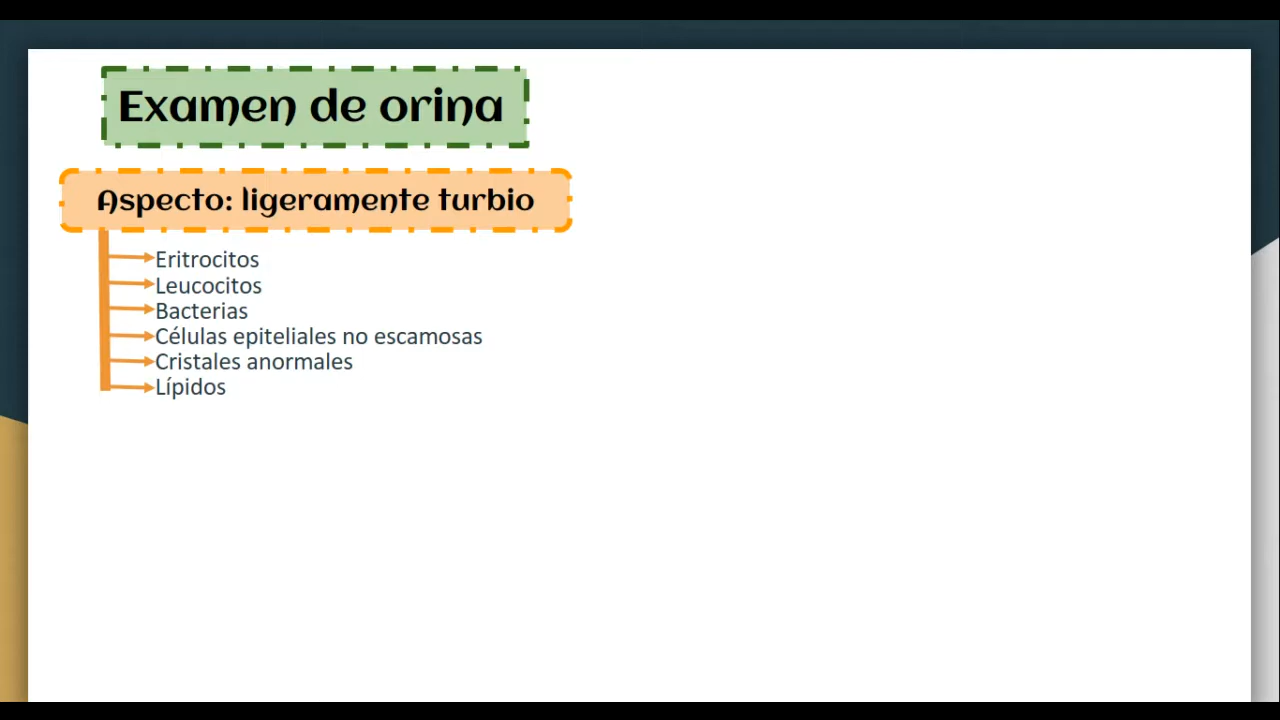 Examen de orina
Aspecto: ligeramente turbio
Eritrocitos
Leucocitos
Bacterias
Células epiteliales no escamosas
Cristales anormales
Lípidos